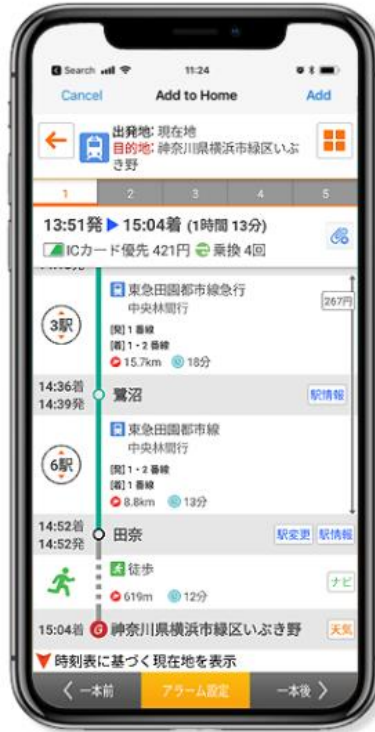 Search 11:24
Cancel Add to Home Add
出発地: 現在地
目的地: 神奈川県横浜市緑区いぶ
き野
1 2 3 4 5
13:51発▶15:04着 (1時間 13分)
ICカード優先 421円 乗換 4回
東急田園都市線急行
267円
中央林間行
3駅
[発] 1・2 番線
[着] 1・2 番線
15.7km 18分
14:36着
14:39発
鷺沼 駅情報
東急田園都市線
中央林間行
6駅
[発] 1・2 番線
[着] 1 番線
8.8km 13分
14:52着
14:52発
田奈 駅変更 駅情報
徒歩
ナビ
619m 12分
15:04着 G 神奈川県横浜市緑区いぶき野 天気
時刻表に基づく現在地を表示
一本前 アラーム設定 一本後